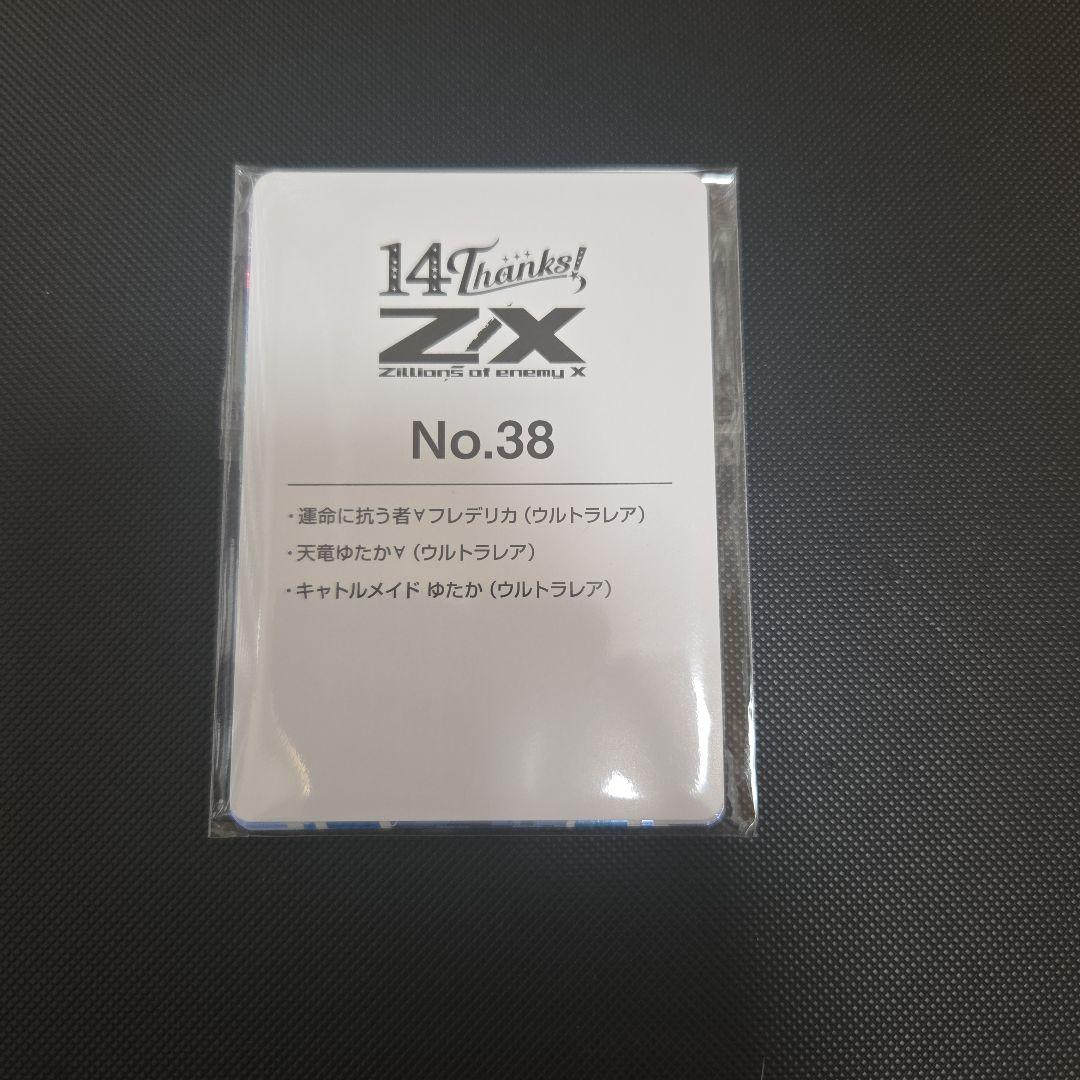 14 Thanks!
Z/X
Zillions of enemy X
No.38
・運命に抗う者∀フレデリカ（ウルトラレア）
・天竜ゆたか∀（ウルトラレア）
・キャトルメイド ゆたか（ウルトラレア）